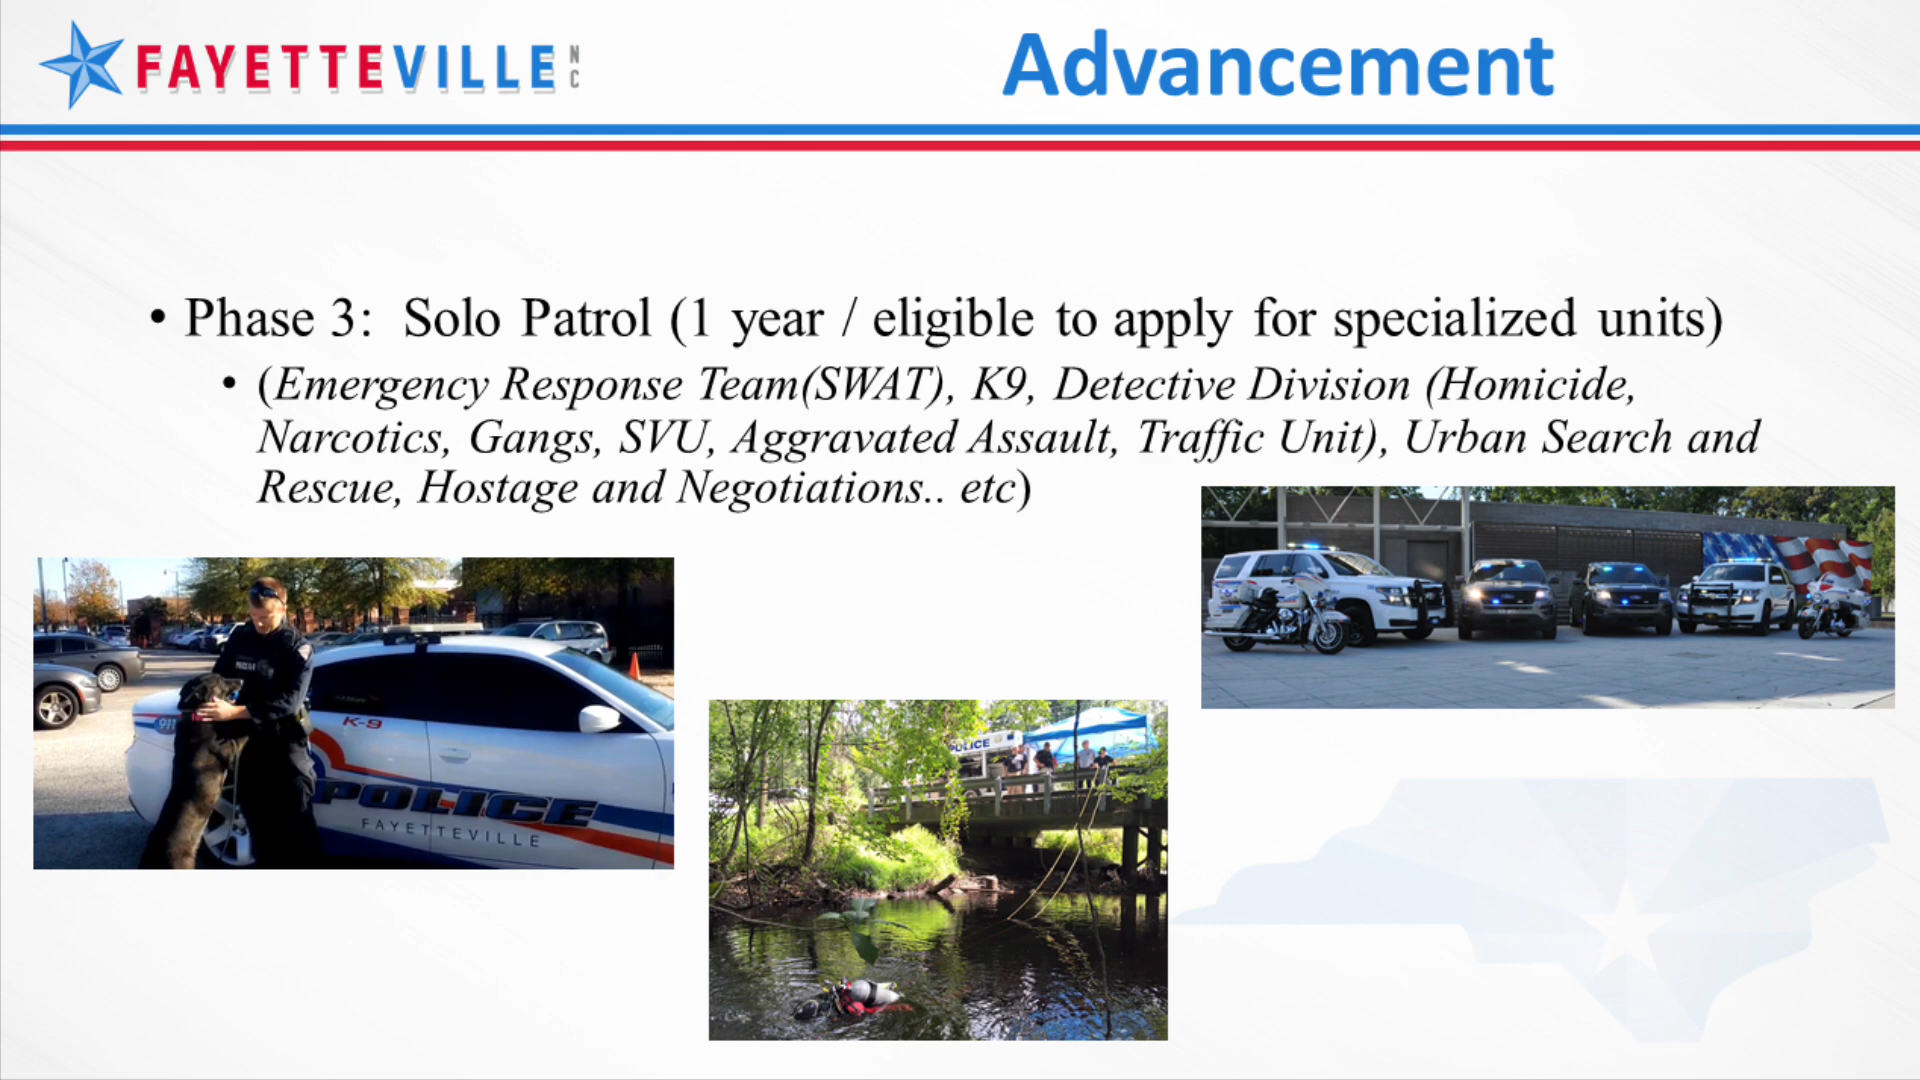 FAYETTEVILLE NC
Advancement
• Phase 3: Solo Patrol (1 year / eligible to apply for specialized units)
• (Emergency Response Team(SWAT), K9, Detective Division (Homicide,
Narcotics, Gangs, SVU, Aggravated Assault, Traffic Unit), Urban Search and
Rescue, Hostage and Negotiations.. etc)
911
K-9
POLICE
FAYETTEVILLE
POLICE